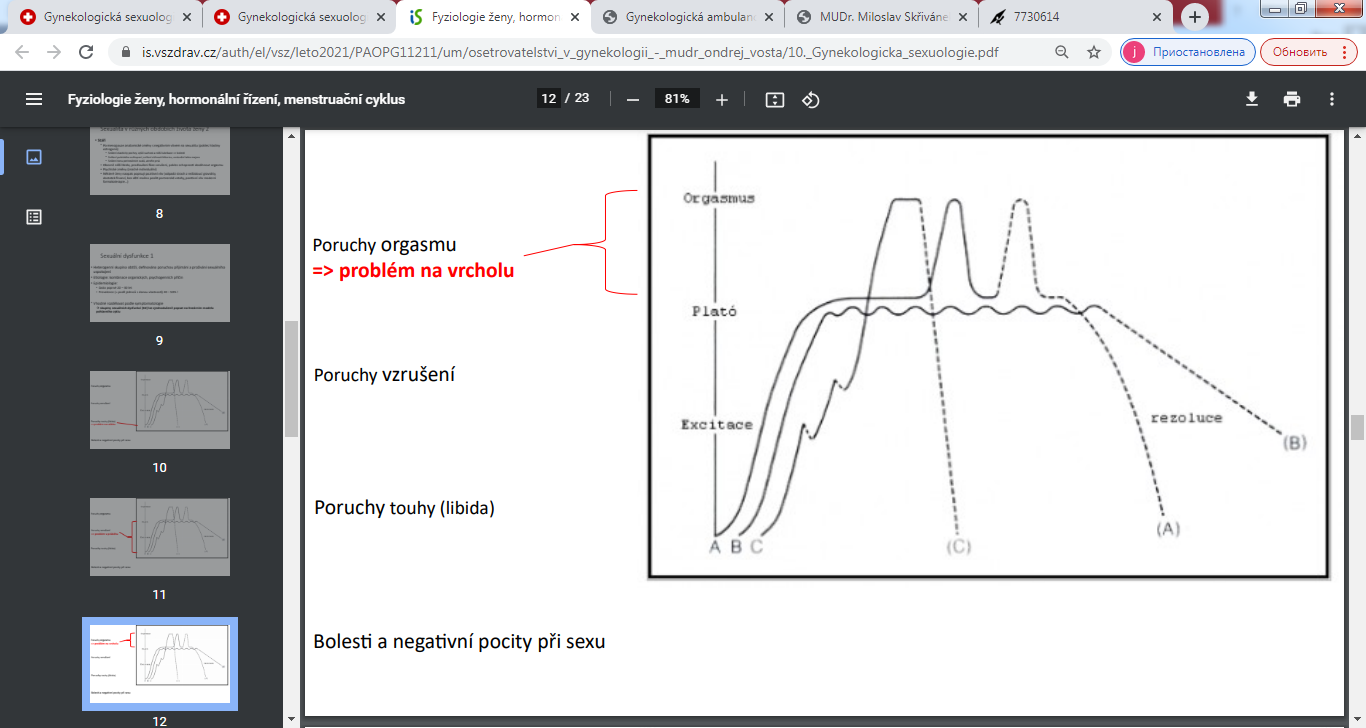 Gynekologická sexuolog
Gynekologická sexuolog
Fyziologie ženy, hormon
Gynekologická ambulan
MUDr. Miloslav Skřiváne
7730614
is.vszdrav.cz/auth/el/vsz/leto2021/PAOPG11211/um/osetrovatelstvi_v_gynekologii_-_mudr_ondrej_vosta/10._Gynekologicka_sexuologie.pdf
j Приостановлена
Обновить
Fyziologie ženy, hormonální řízení, menstruační cyklus
12 / 23
81%
8
Sexuální dysfunkce 1
9
10
11
12
Poruchy orgasmu
=> problém na vrcholu
Poruchy vzrušení
Poruchy touhy (libida)
Bolesti a negativní pocity při sexu
Orgasmus
Plató
Excitace
rezoluce
(B)
(A)
A B C
(C)